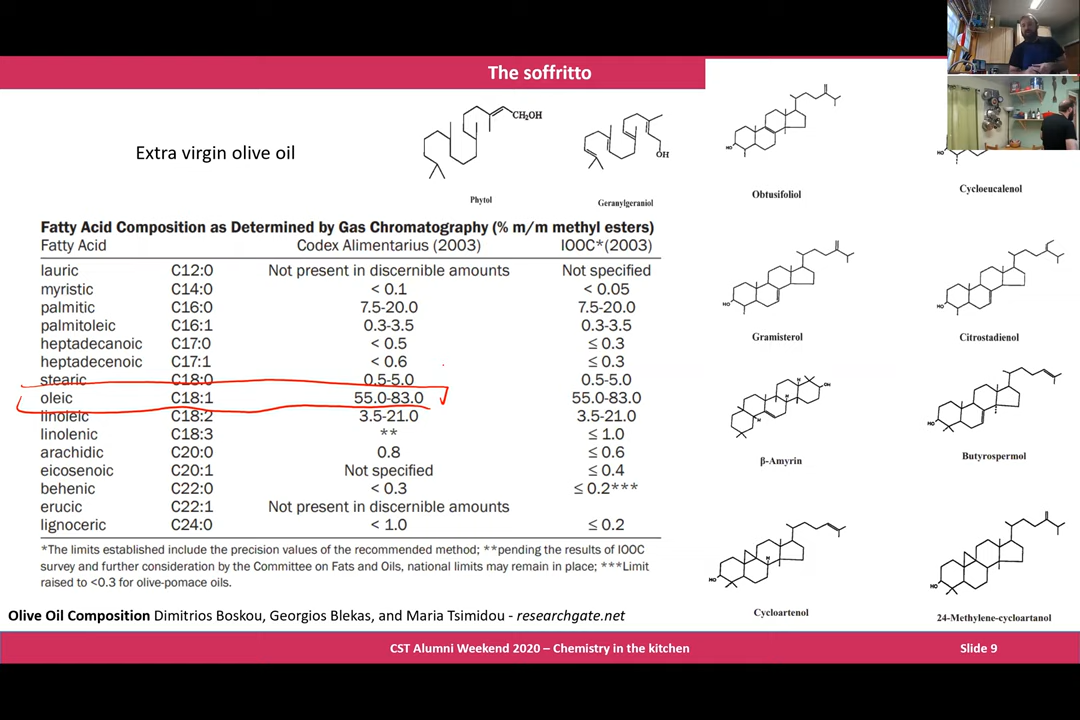 The soffritto
Extra virgin olive oil
CH₂OH
OH
Phytol
Geranylgeraniol
Fatty Acid Composition as Determined by Gas Chromatography (% m/m methyl esters)
Fatty Acid Codex Alimentarius (2003) IOOC*(2003)
lauric C12:0 Not present in discernible amounts Not specified
myristic C14:0 < 0.1 < 0.05
palmitic C16:0 7.5-20.0 7.5-20.0
palmitoleic C16:1 0.3-3.5 0.3-3.5
heptadecanoic C17:0 < 0.5 ≤ 0.3
heptadecenoic C17:1 < 0.6 ≤ 0.3
stearic C18:0 0.5-5.0 0.5-5.0
oleic C18:1 55.0-83.0 55.0-83.0
linoleic C18:2 3.5-21.0 3.5-21.0
linolenic C18:3 ** ≤ 1.0
arachidic C20:0 0.8 ≤ 0.6
eicosenoic C20:1 Not specified ≤ 0.4
behenic C22:0 < 0.3 ≤ 0.2***
erucic C22:1 Not present in discernible amounts
lignoceric C24:0 < 1.0 ≤ 0.2
*The limits established include the precision values of the recommended method; **pending the results of IOOC
survey and further consideration by the Committee on Fats and Oils, national limits may remain in place; ***Limit
raised to <0.3 for olive-pomace oils.
Olive Oil Composition Dimitrios Boskou, Georgios Blekas, and Maria Tsimidou - researchgate.net
HO
Obtusifoliol
HO
Cycloeucalenol
HO
Gramisterol
HO
Citrostadienol
H
OH
H
H
β-Amyrin
HO
Butyrospermol
H
HO
Cycloartenol
HO
24-Methylene-cycloartanol
CST Alumni Weekend 2020 – Chemistry in the kitchen
Slide 9